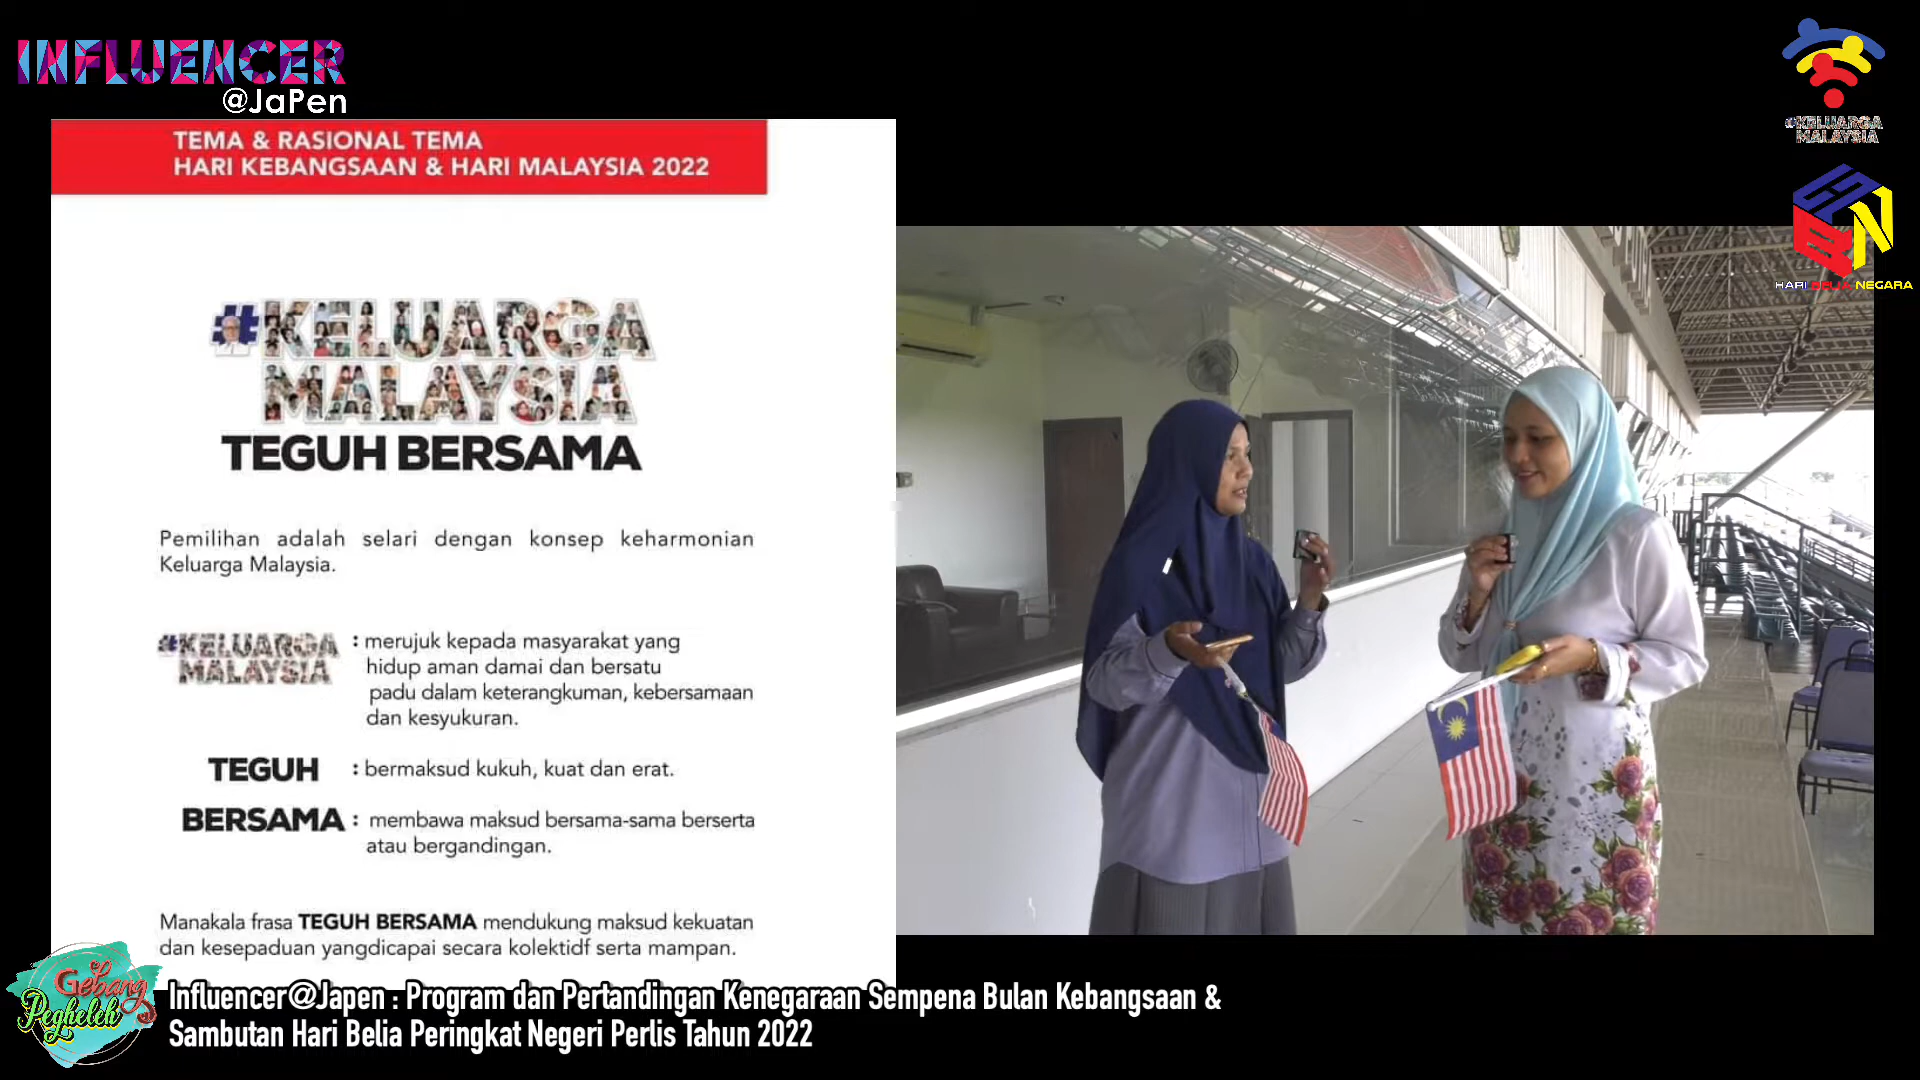 INFLUENCER
@JaPen
TEMA & RASIONAL TEMA
HARI KEBANGSAAN & HARI MALAYSIA 2022
#KELUARGA
MALAYSIA
TEGUH BERSAMA
Pemilihan adalah selari dengan konsep keharmonian
Keluarga Malaysia.
#KELUARGA
MALAYSIA
: merujuk kepada masyarakat yang
hidup aman damai dan bersatu
padu dalam keterangkuman, kebersamaan
dan kesyukuran.
TEGUH : bermaksud kukuh, kuat dan erat.
BERSAMA : membawa maksud bersama-sama berserta
atau bergandingan.
Manakala frasa TEGUH BERSAMA mendukung maksud kekuatan
dan kesepaduan yangdicapai secara kolektidf serta mampan.
#KELUARGA
MALAYSIA
HBN
HARI BELIA NEGARA
Gebang
Pegheleh
Influencer@Japen : Program dan Pertandingan Kenegaraan Sempena Bulan Kebangsaan &
Sambutan Hari Belia Peringkat Negeri Perlis Tahun 2022